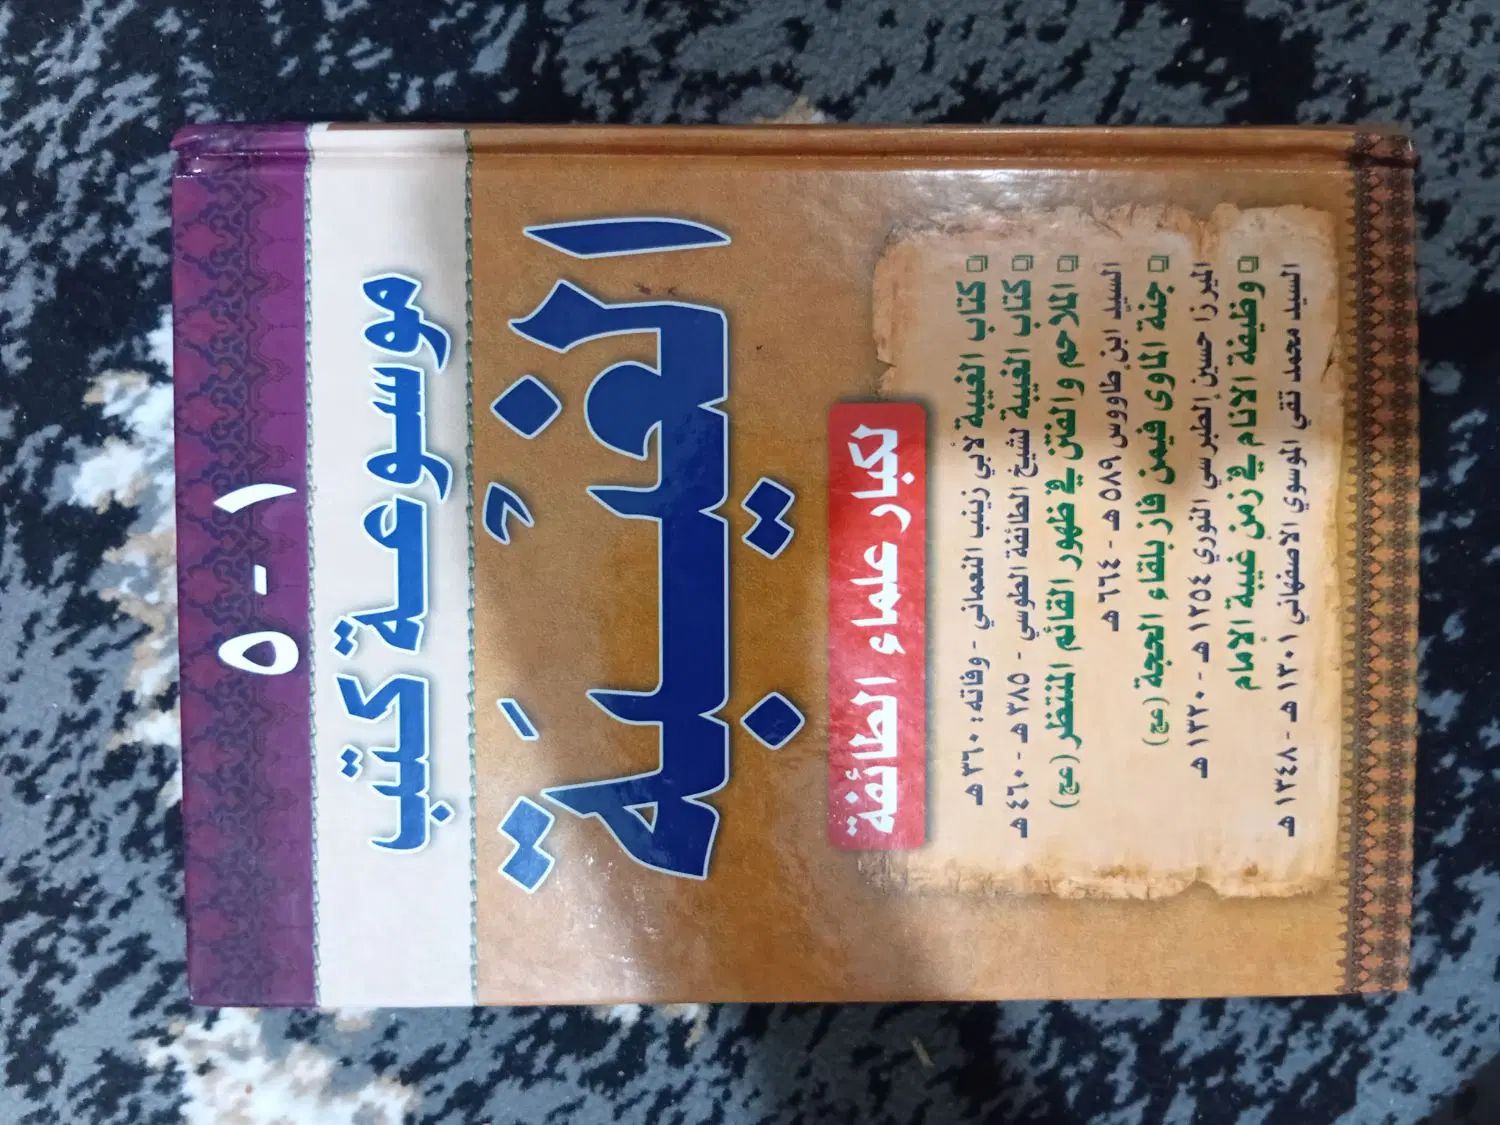 ١ - ٥
موسوعة كتب
الغَيْبُة
لكبار علماء الطائفة
❑ كتاب الغيبة لأبي زينب النعماني - وفاته: ٣٦٠ هـ
❑ كتاب الغيبة لشيخ الطائفة الطوسي - ٣٨٥ هـ - ٤٦٠ هـ
❑ الملاحم والفتن في ظهور القائم المنتظر (عج)
السيد ابن طاووس ٥٨٩ هـ - ٦٦٤ هـ
❑ جنة المأوى فيمن فاز بلقاء الحجة (عج)
الميرزا حسين الطبرسي النوري ١٢٥٤ هـ - ١٣٢٠ هـ
❑ وظيفة الانام في زمن غيبة الإمام
السيد محمد تقي الموسوي الاصفهاني ١٣٠١ هـ - ١٣٤٨ هـ